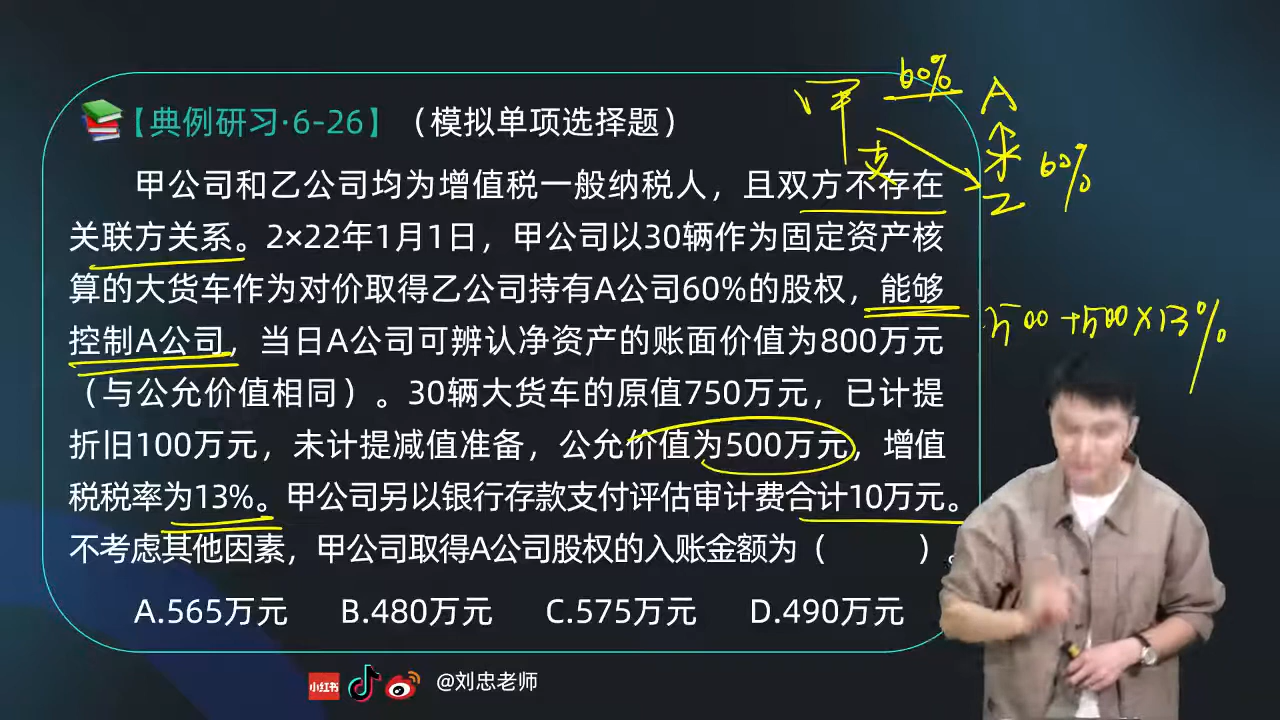 【典例研习·6-26】（模拟单项选择题）
甲公司和乙公司均为增值税一般纳税人，且双方不存在
关联方关系。2×22年1月1日，甲公司以30辆作为固定资产核
算的大货车作为对价取得乙公司持有A公司60%的股权，能够
控制A公司，当日A公司可辨认净资产的账面价值为800万元
（与公允价值相同）。30辆大货车的原值750万元，已计提
折旧100万元，未计提减值准备，公允价值为500万元，增值
税税率为13%。甲公司另以银行存款支付评估审计费合计10万元。
不考虑其他因素，甲公司取得A公司股权的入账金额为（　　）。
A.565万元 B.480万元 C.575万元 D.490万元
小红书 @刘忠老师
甲 60% A
支 60%
乙
500+500×13%